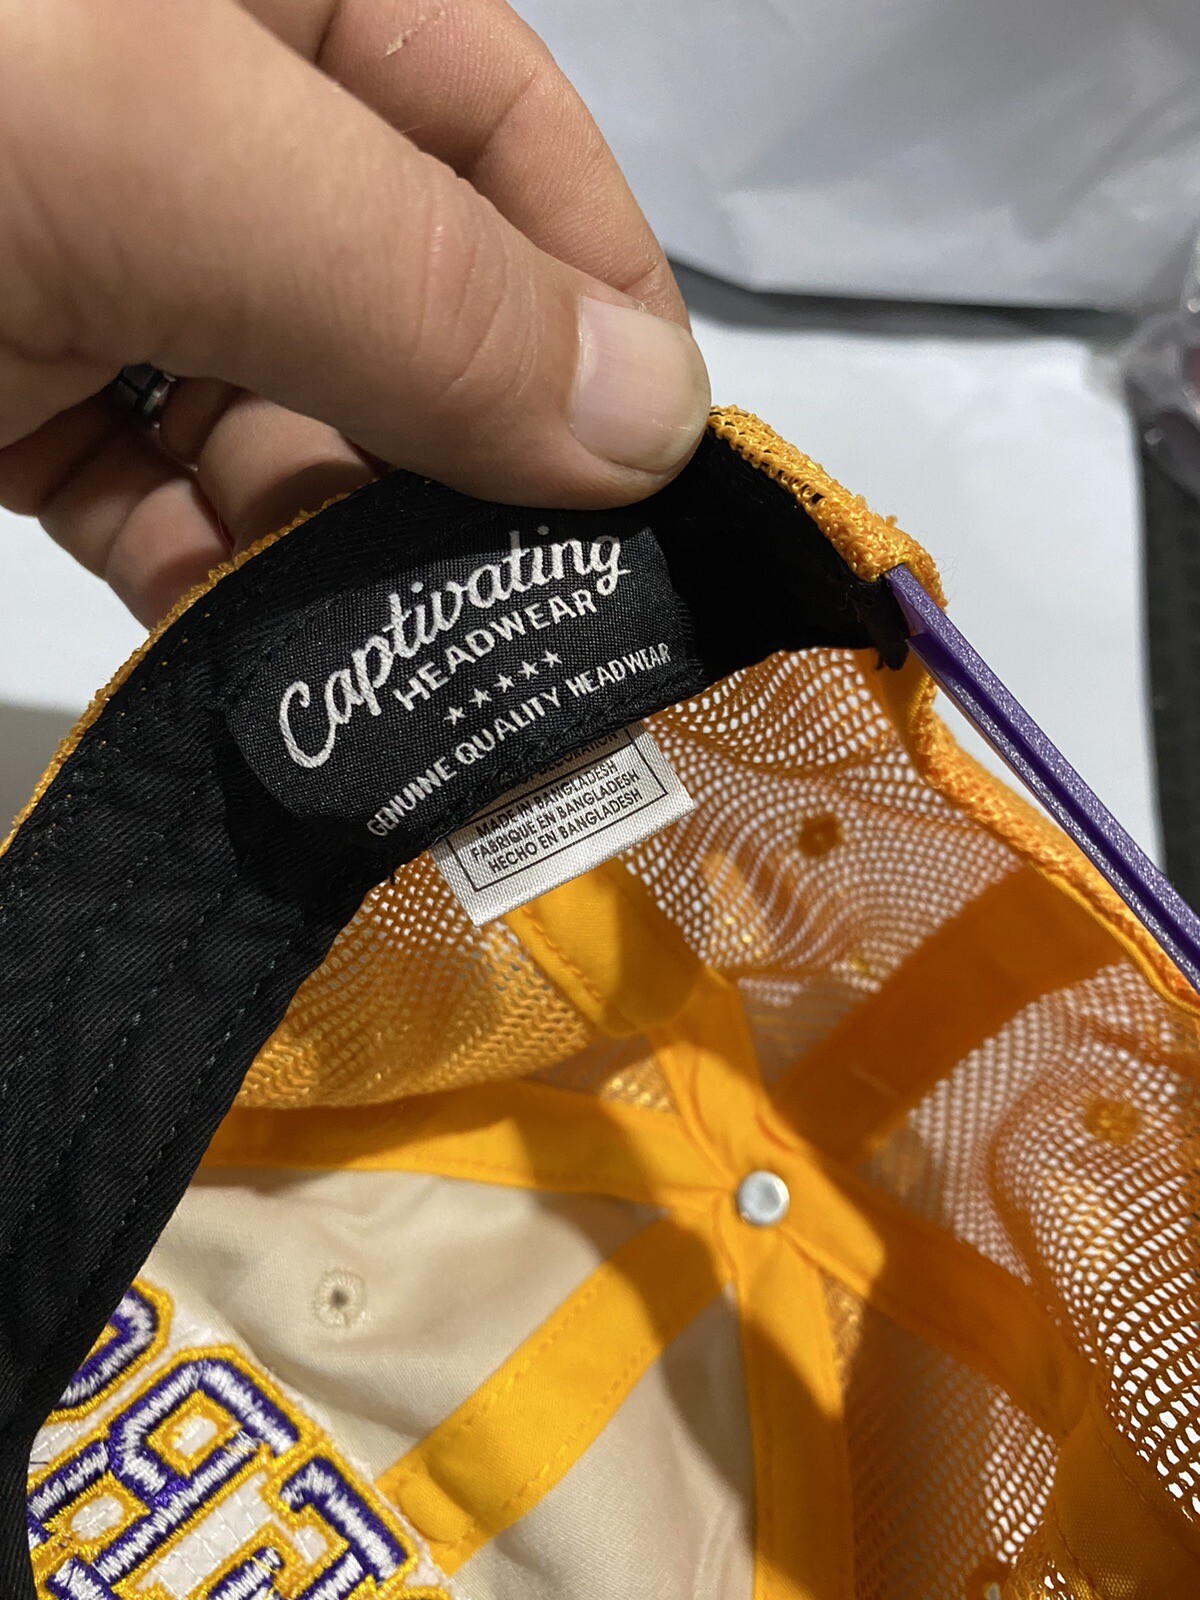 Captivating
HEADWEAR
GENUINE QUALITY HEADWEAR
MADE IN BANGLADESH
FABRIQUE EN BANGLADESH
HECHO EN BANGLADESH